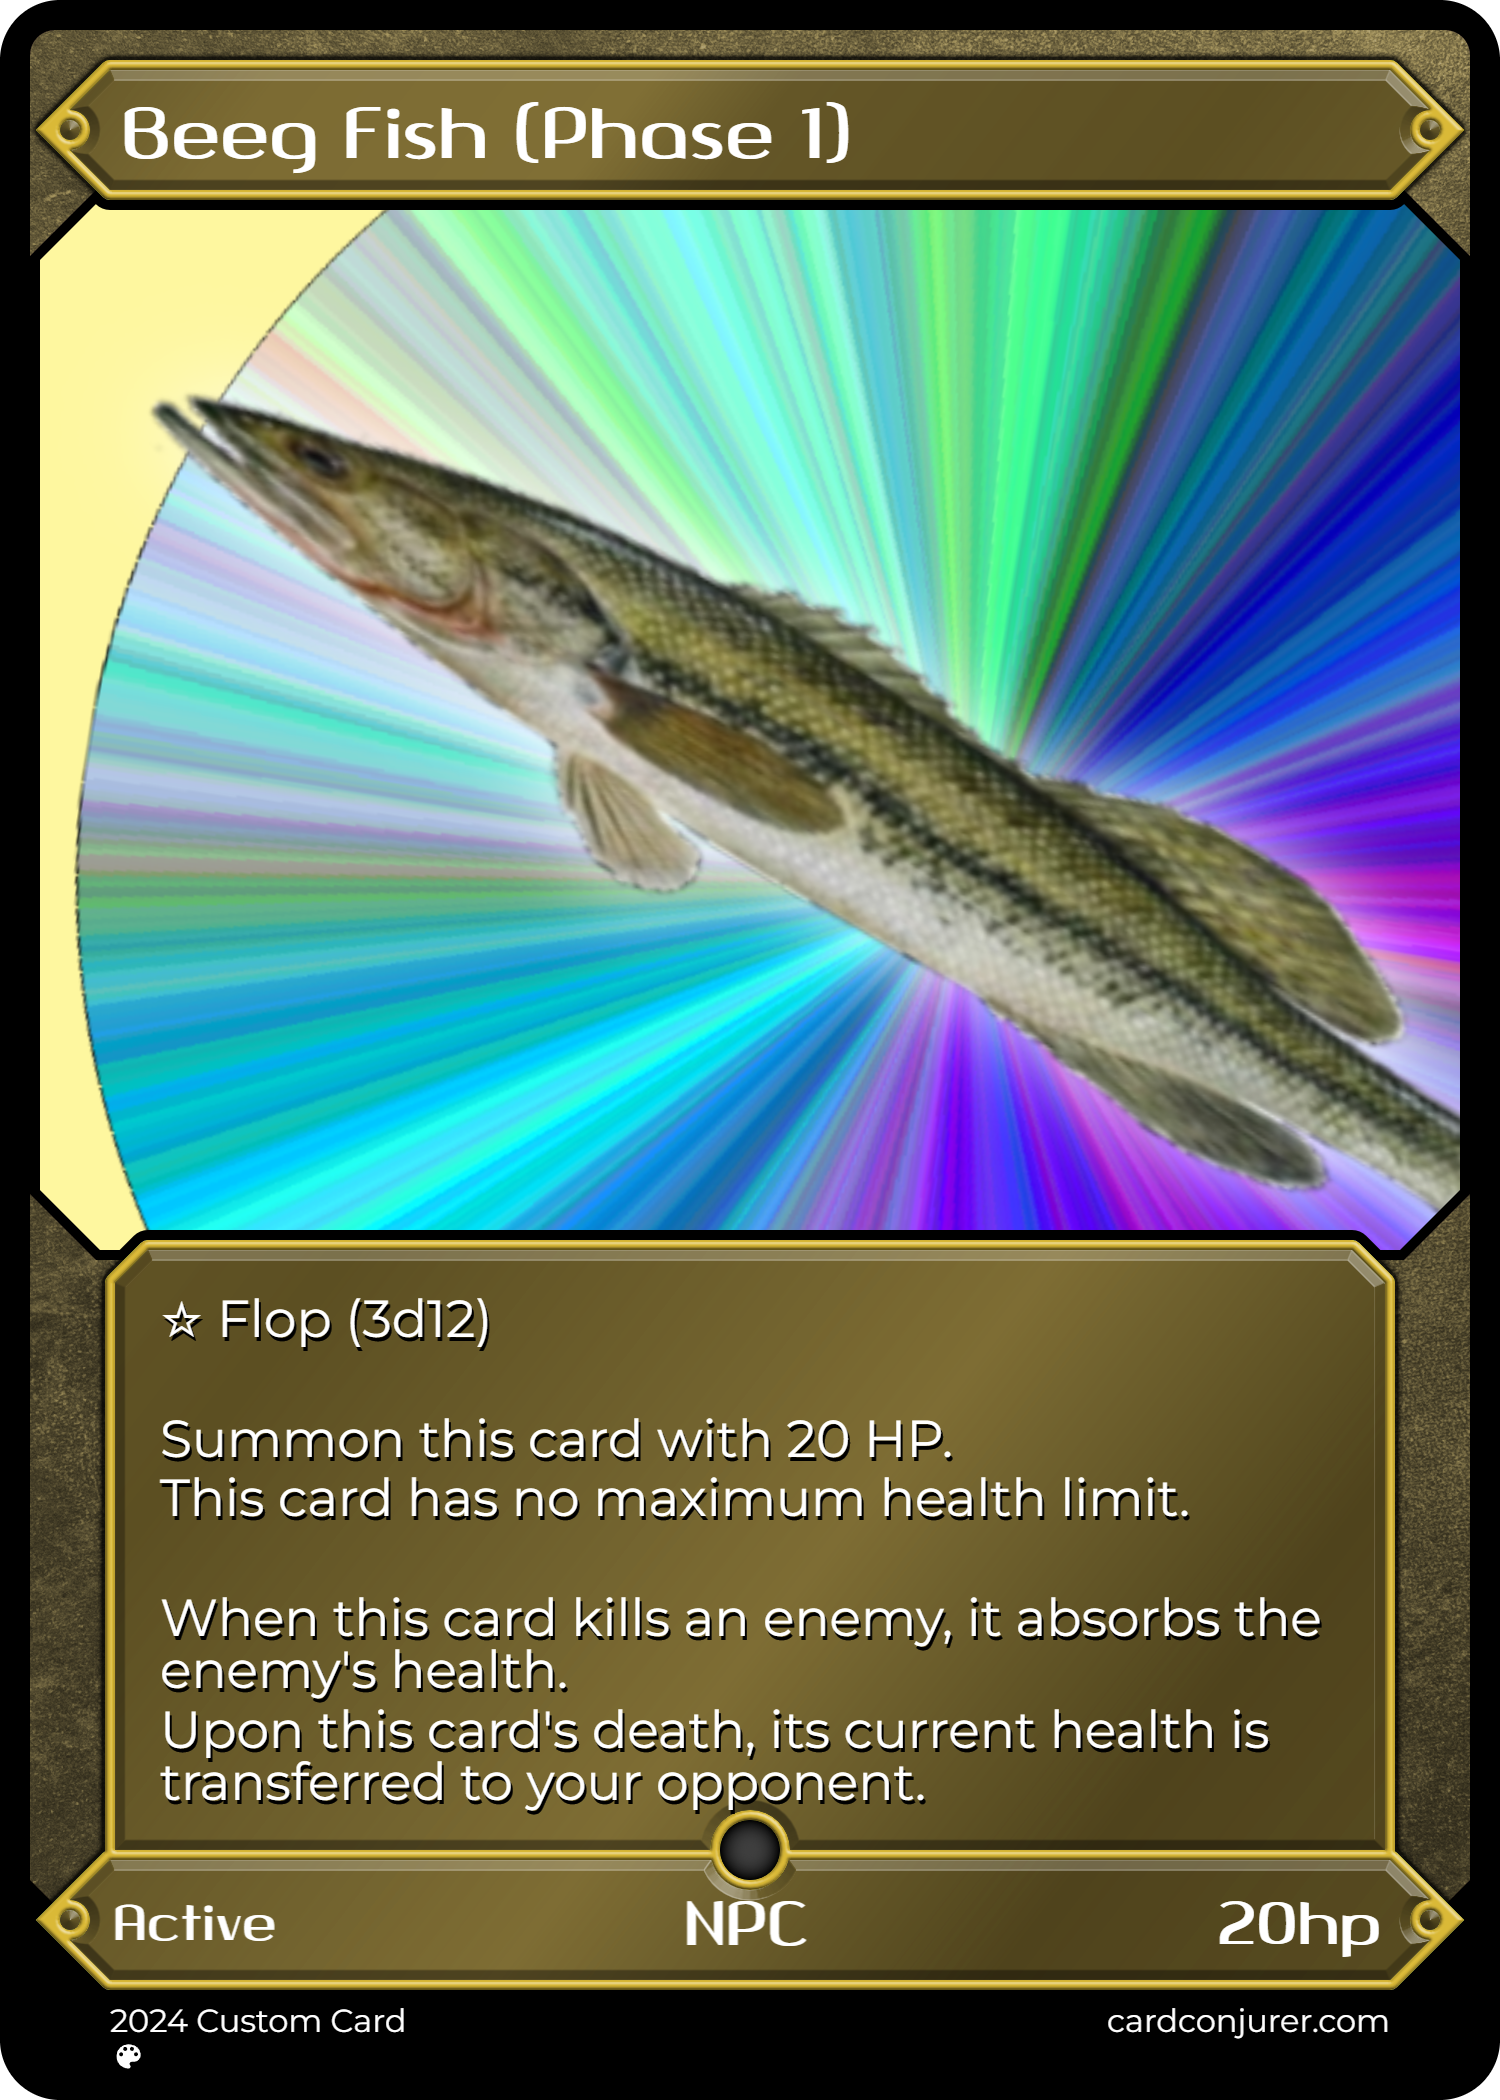 Beeg Fish (Phase 1)
☆ Flop (3d12)
Summon this card with 20 HP.
This card has no maximum health limit.
When this card kills an enemy, it absorbs the
enemy's health.
Upon this card's death, its current health is
transferred to your opponent.
Active
NPC
20hp
2024 Custom Card
cardconjurer.com